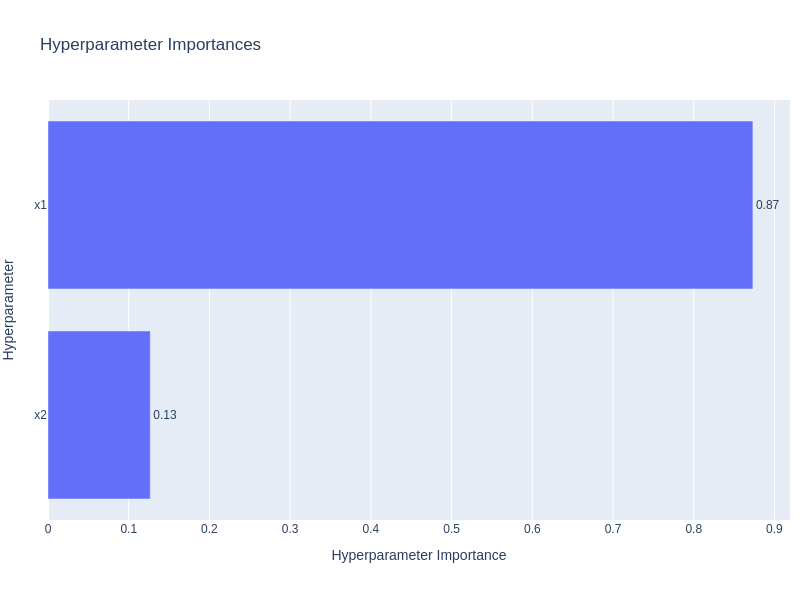 Hyperparameter Importances
Hyperparameter
x1
0.87
x2
0.13
0 0.1 0.2 0.3 0.4 0.5 0.6 0.7 0.8 0.9
Hyperparameter Importance